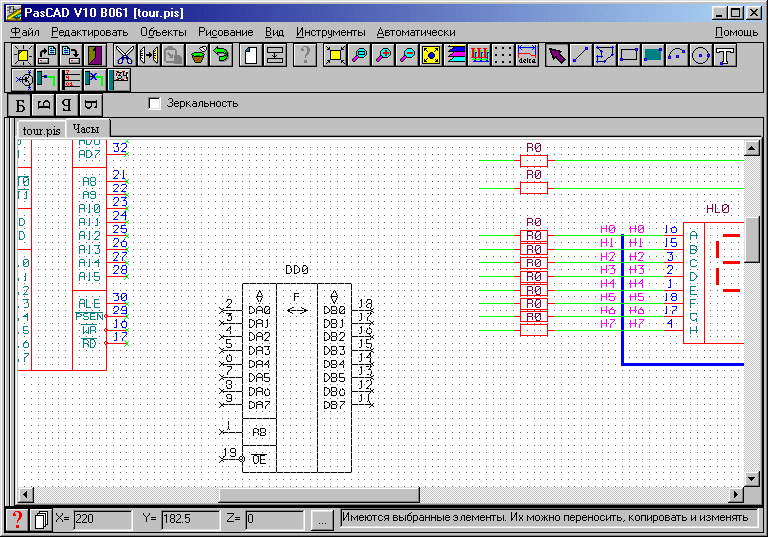 PasCAD V10 B061 [tour.pis]
Файл Редактировать Объекты Рисование Вид Инструменты Автоматически Помощь
delta
Б
Зеркальность
tour.pis Часы
AD7 32
A8 21
A9 22
A10 23
A11 24
A12 25
A13 26
A14 27
A15 28
ALE 30
PSEN 29
WR 16
RD 17
DD0
F
2 DA0 DB0 18
3 DA1 DB1 17
4 DA2 DB2 16
5 DA3 DB3 15
6 DA4 DB4 14
7 DA5 DB5 13
8 DA6 DB6 12
9 DA7 DB7 11
1 AB
19 OE
R0
R0
HL0
R0
R0 H0 H0 16 A
R0 H1 H1 15 B
R0 H2 H2 3 C
R0 H3 H3 2 D
R0 H4 H4 1 E
R0 H5 H5 18 F
R0 H6 H6 17 G
H7 H7 4 H
X= 220 Y= 182.5 Z= 0 ... Имеются выбранные элементы. Их можно переносить, копировать и изменять